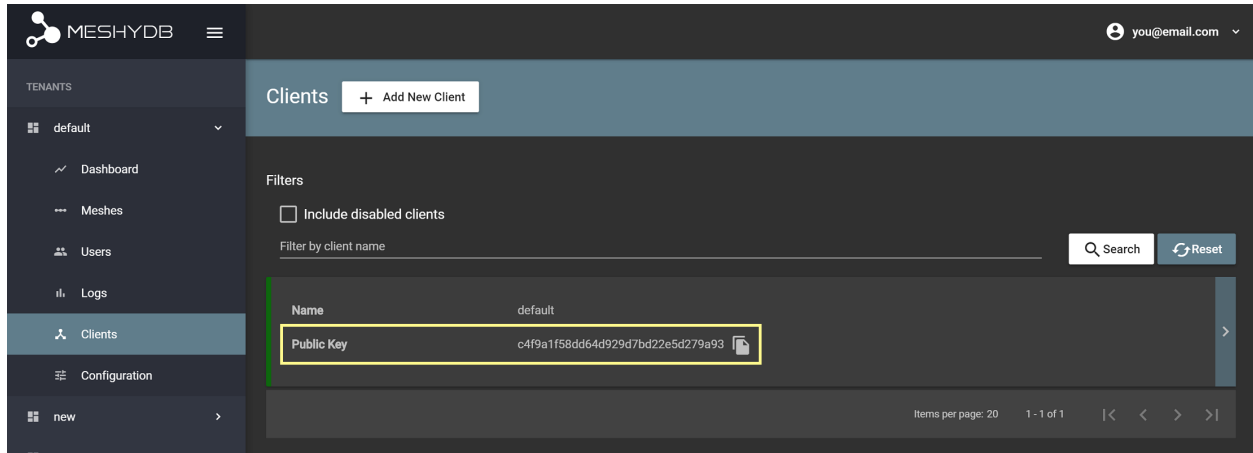 MESHYDB
you@email.com
TENANTS
default
Dashboard
Meshes
Users
Logs
Clients
Configuration
new
Clients
+ Add New Client
Filters
Include disabled clients
Filter by client name
Search
Reset
Name default
Public Key c4f9a1f58dd64d929d7bd22e5d279a93
Items per page: 20 1 - 1 of 1